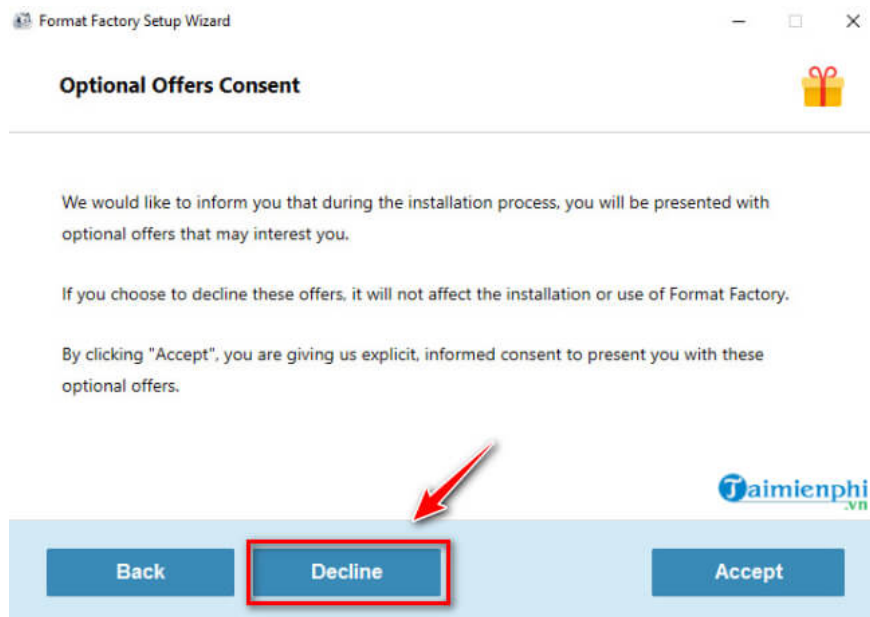 Format Factory Setup Wizard
Optional Offers Consent
We would like to inform you that during the installation process, you will be presented with
optional offers that may interest you.
If you choose to decline these offers, it will not affect the installation or use of Format Factory.
By clicking "Accept", you are giving us explicit, informed consent to present you with these
optional offers.
Taimienphi
.vn
Back
Decline
Accept